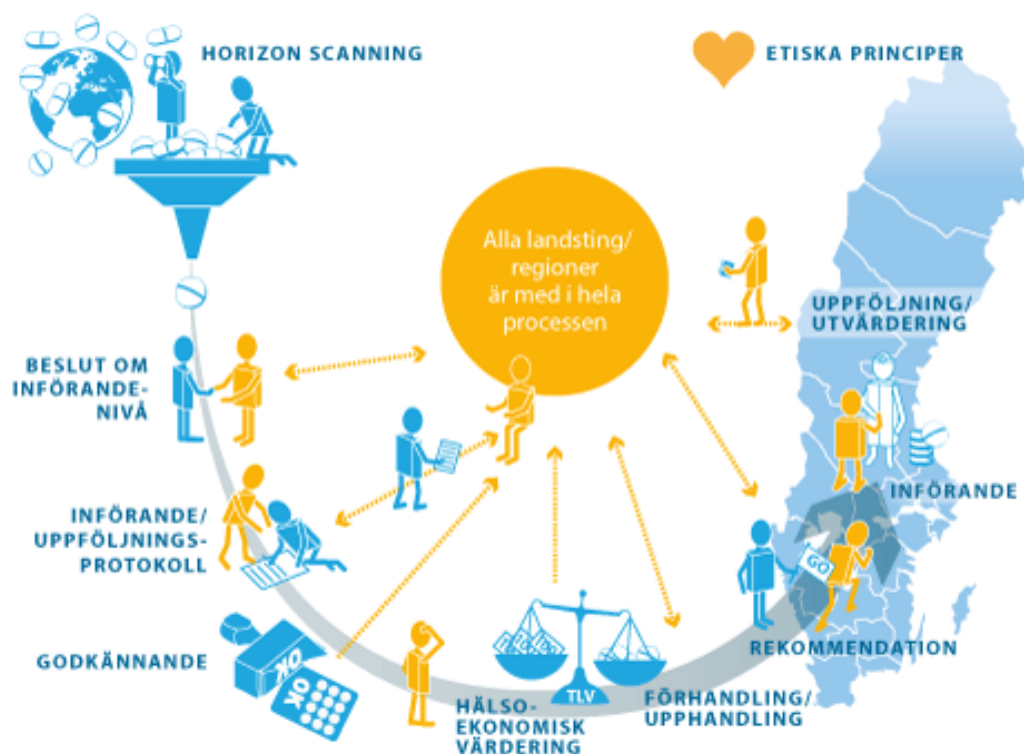 HORIZON SCANNING
ETISKA PRINCIPER
Alla landsting/
regioner
är med i hela
processen
UPPFÖLJNING/
UTVÄRDERING
BESLUT OM
INFÖRANDE-
NIVÅ
INFÖRANDE
INFÖRANDE/
UPPFÖLJNINGS-
PROTOKOLL
GO
REKOMMENDATION
GODKÄNNANDE
OK
OK
HÄLSO-
EKONOMISK
VÄRDERING
TLV
FÖRHANDLING/
UPPHANDLING